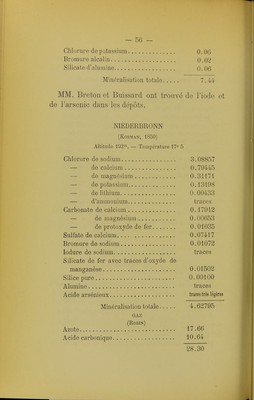 — 56 —
Chlorure de potassium............. 0.06
Bromure alcalin............. 0.02
Silicate d'alumine............. 0.06
Minéralisation totale..... 7.44
MM. Breton et Buissard ont trouvé de l'iode et
de l'arsenic dans les dépôts.
NIEDERBRONN
Altitude 192m. — Température 17° 5
Chlorure de sodium............. 3.08857
— de calcium............. 0.79445
— de magnésium............. 0.31171
— de potassium............. 0.13198
— de lithium............. 0.00433
— d'ammonium............. traces
Carbonate de calcium............. 0.17912
— de magnésium............. 0.00653
— de protoxyde de fer....... 0.01035
Sulfate de calcium............. 0.07417
Bromure de sodium............. 0.01072
Iodure de sodium............. traces
Silicate de fer avec traces d'oxyde de
manganèse............. 0.01502
Silice pure............. 0.00100
Alumine............. traces
Acide arsénieux............. traces très légères
Minéralisation totale..... 4.62795
GAZ
(Robin)
Azote............. 17.66
Acide carbonique............. 10.64
28.30